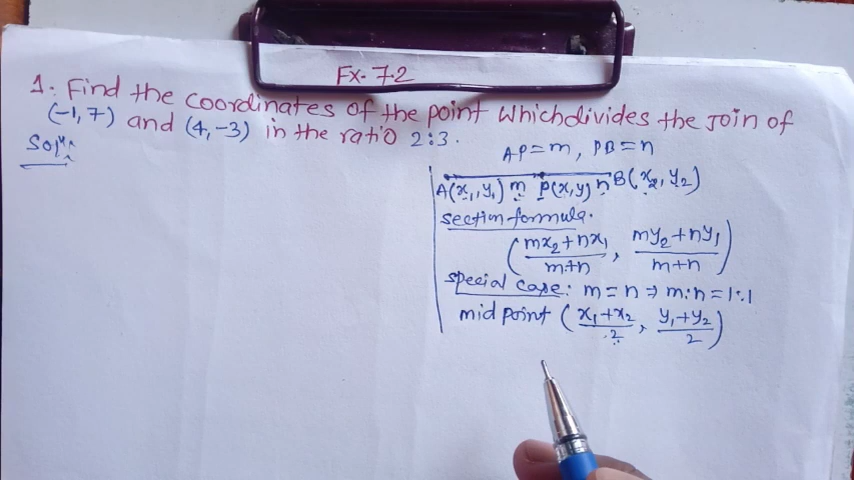 Ex. 7.2
1. Find the coordinates of the point which divides the join of
(-1, 7) and (4, -3) in the ratio 2:3.
Soln:
AP = m, PB = n
A(x₁, y₁) m P(x, y) n B(x₂, y₂)
section formula.
((mx₂ + nx₁)/(m+n), (my₂ + ny₁)/(m+n))
special case: m = n ⇒ m:n = 1:1
mid point ((x₁+x₂)/2, (y₁+y₂)/2)